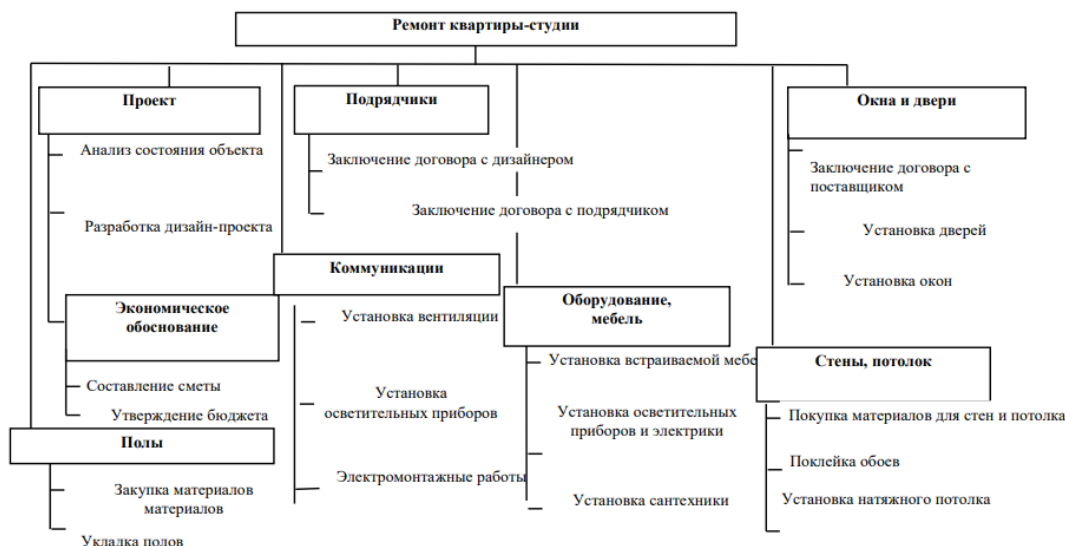 Ремонт квартиры-студии
Проект
Анализ состояния объекта
Разработка дизайн-проекта
Экономическое
обоснование
Составление сметы
Утверждение бюджета
Полы
Закупка материалов
материалов
Укладка полов
Подрядчики
Заключение договора с дизайнером
Заключение договора с подрядчиком
Коммуникации
Установка вентиляции
Установка
осветительных приборов
Электромонтажные работы
Оборудование,
мебель
Установка встраиваемой мебе
Установка осветительных
приборов и электрики
Установка сантехники
Окна и двери
Заключение договора с
поставщиком
Установка дверей
Установка окон
Стены, потолок
Покупка материалов для стен и потолка
Поклейка обоев
Установка натяжного потолка